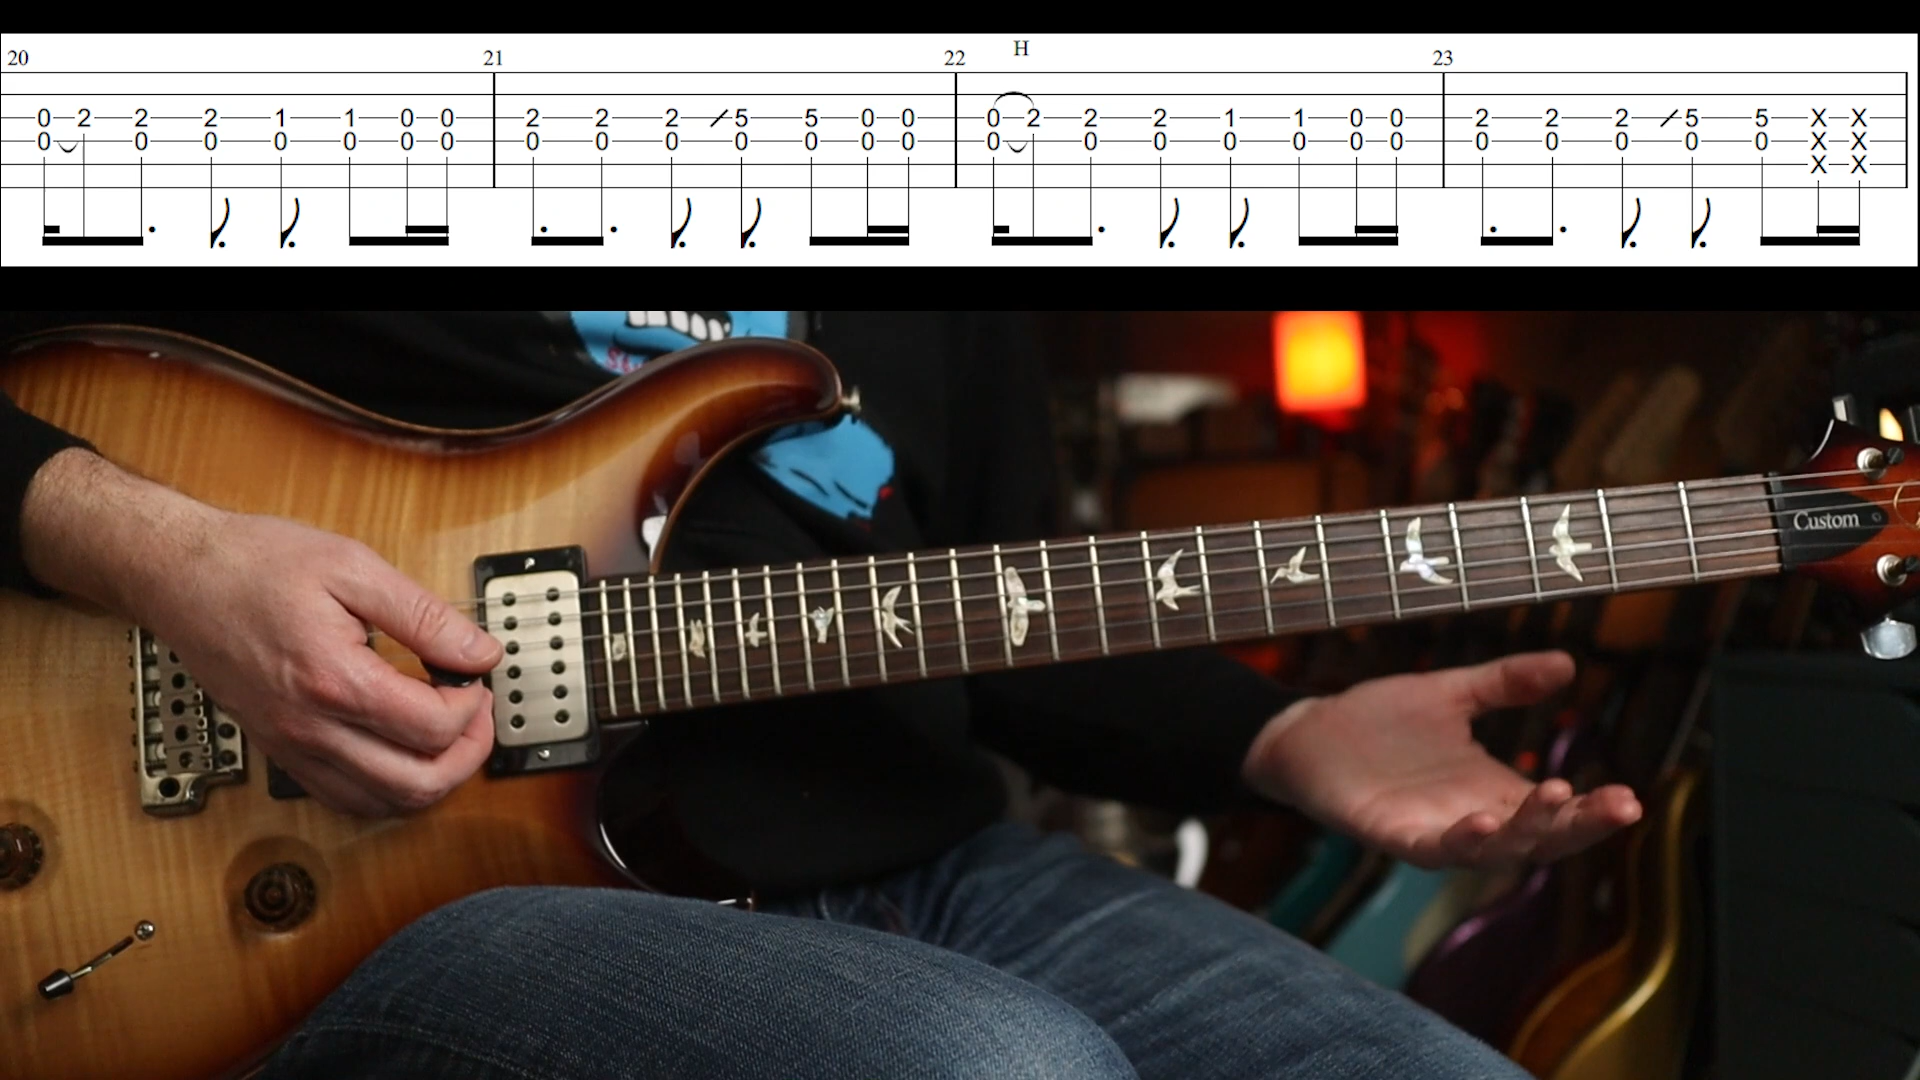 20 21 22 H 23
0 2 2 2 1 1 0 0 2 2 2 5 5 0 0 0 2 2 2 1 1 0 0 2 2 2 5 5 X X
0 0 0 0 0 0 0 0 0 0 0 0 0 0 0 0 0 0 0 0 0 0 0 0 0 0 X X
X X
Custom